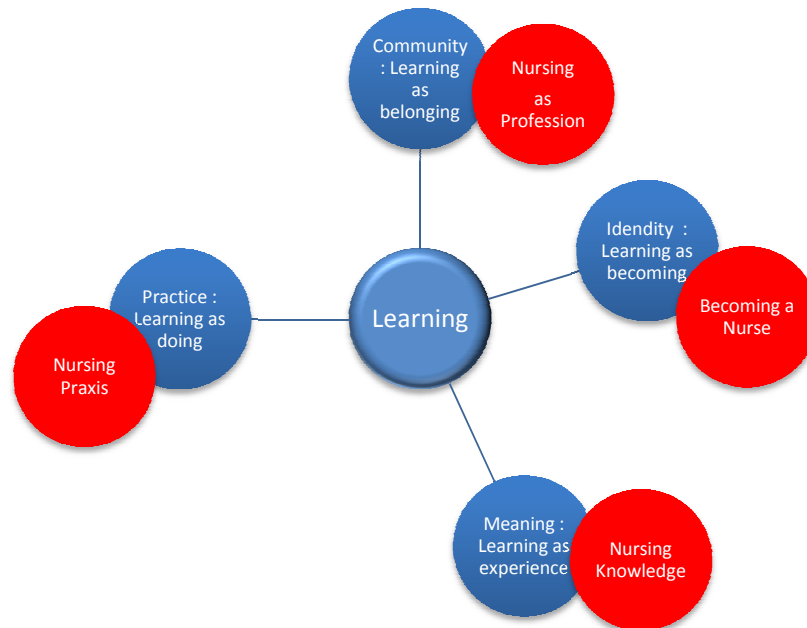 Community
: Learning
as
belonging
Nursing
as
Profession
Idendity :
Learning as
becoming
Becoming a
Nurse
Learning
Practice :
Learning as
doing
Nursing
Praxis
Meaning :
Learning as
experience
Nursing
Knowledge